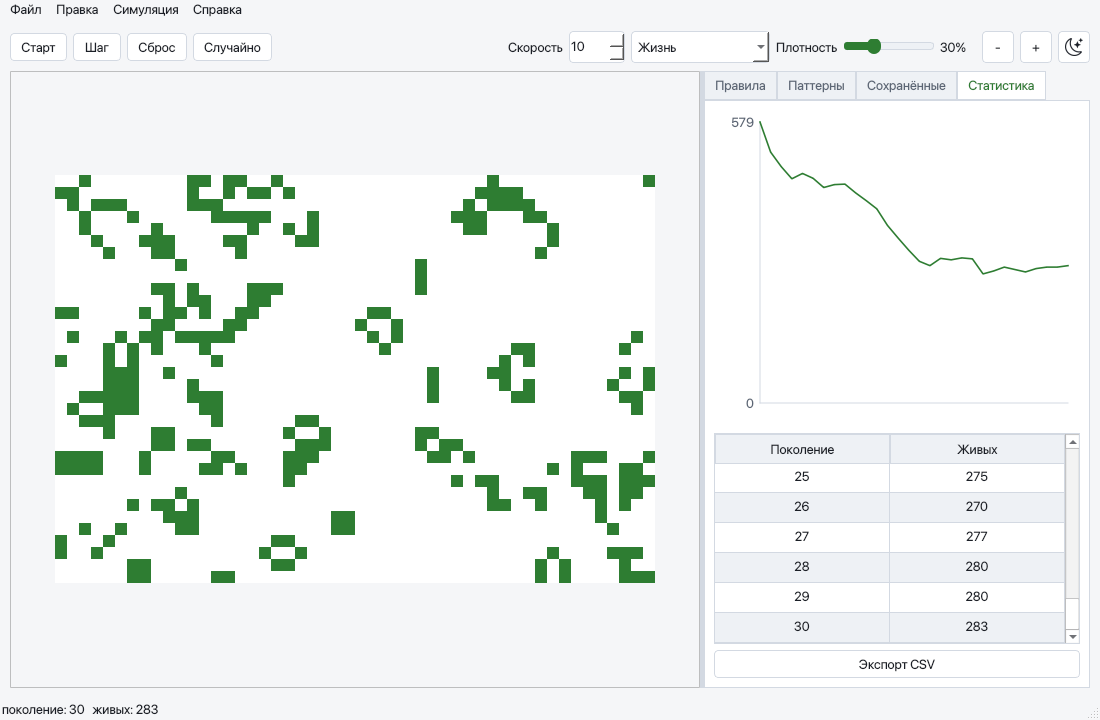 Файл Правка Симуляция Справка
Старт Шаг Сброс Случайно Скорость 10 Жизнь Плотность 30% - +
Правила Паттерны Сохранённые Статистика
579
0
Поколение Живых
25 275
26 270
27 277
28 280
29 280
30 283
Экспорт CSV
поколение: 30 живых: 283